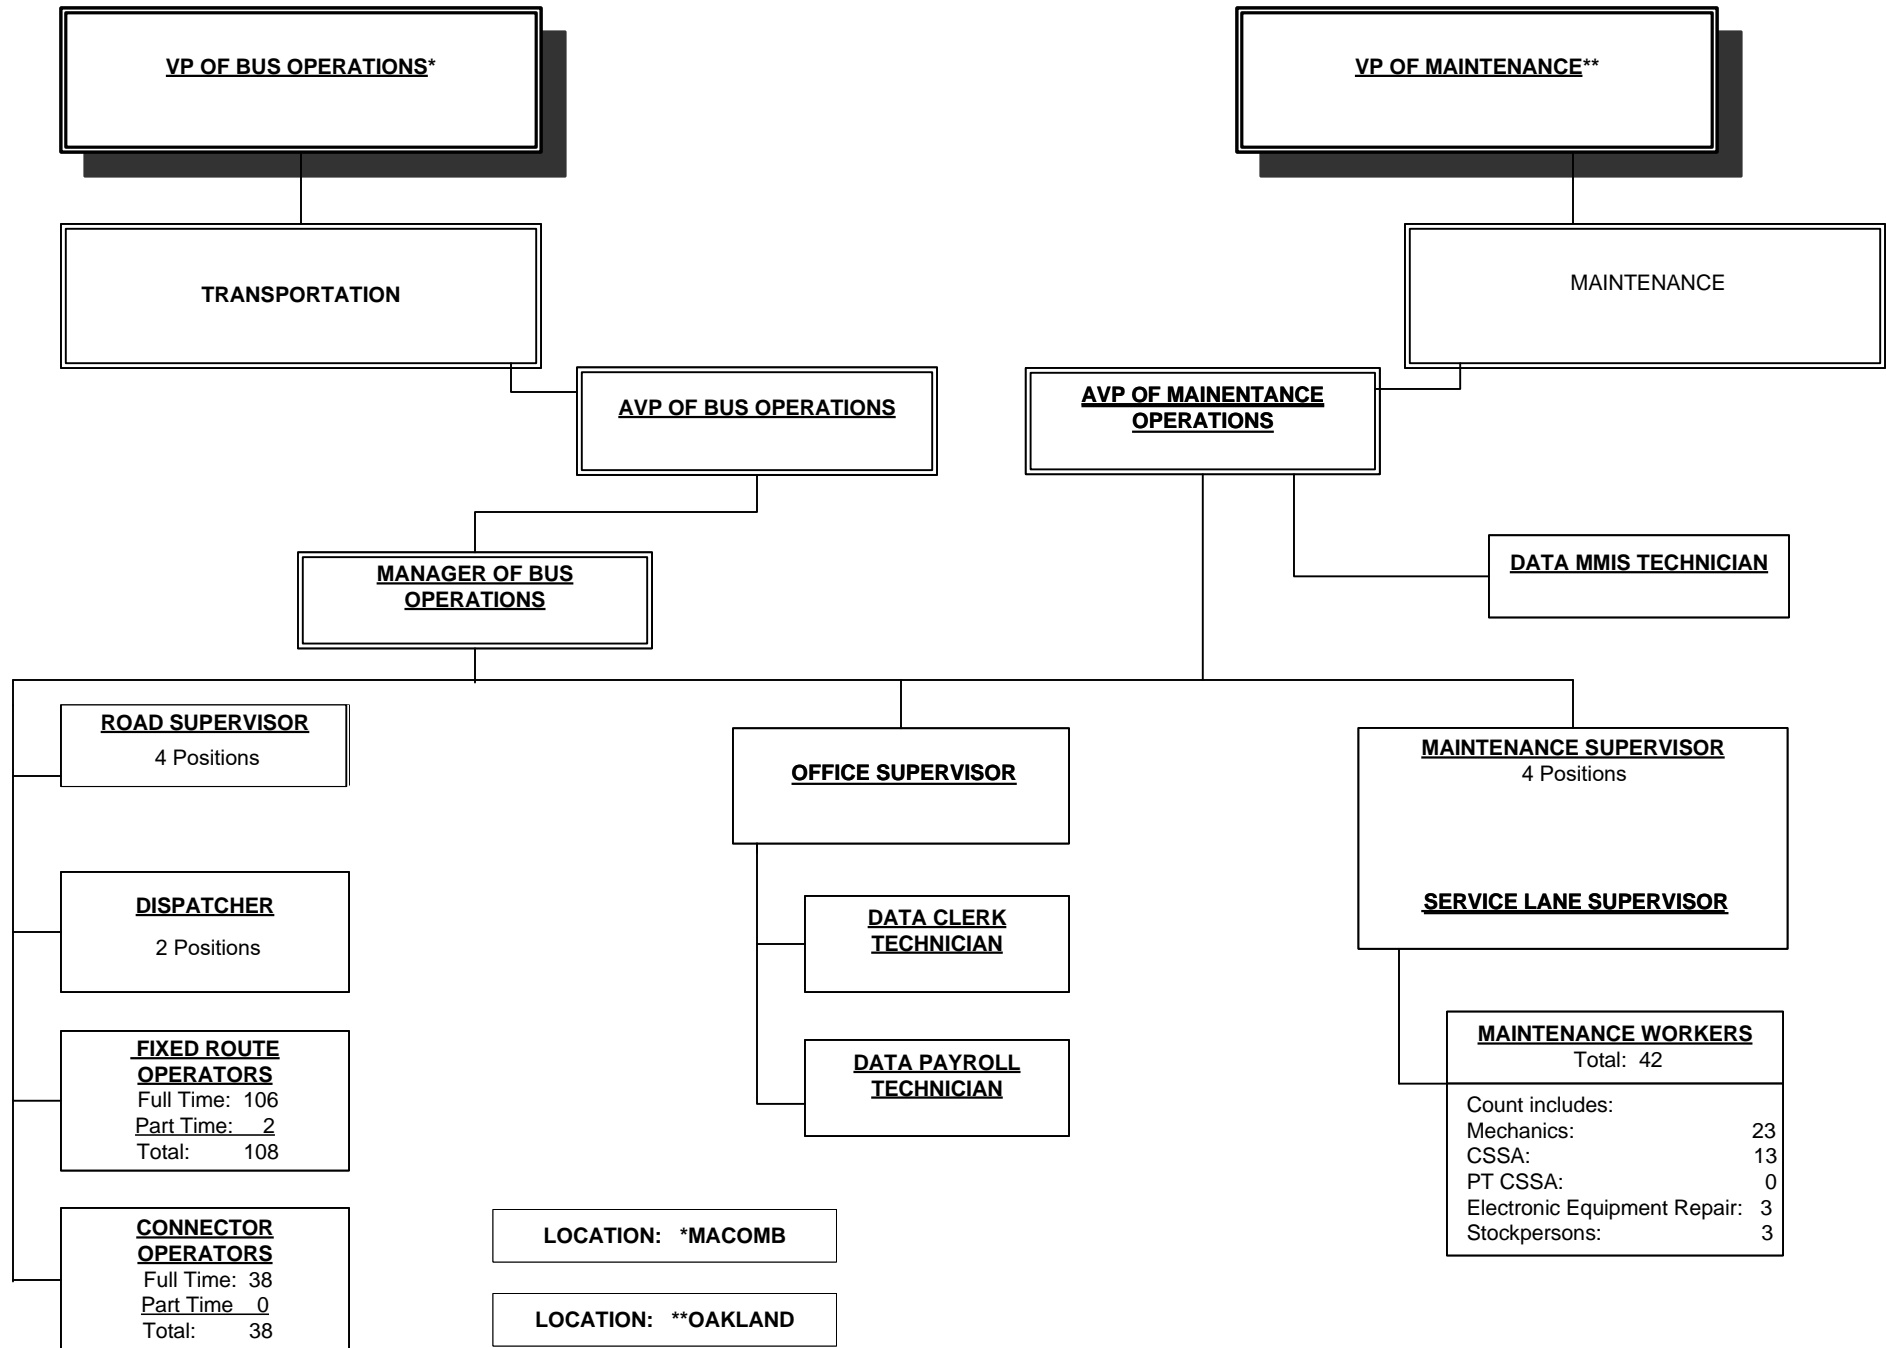 VP OF BUS OPERATIONS*
VP OF MAINTENANCE**
TRANSPORTATION
MAINTENANCE
AVP OF BUS OPERATIONS
AVP OF MAINENTANCE
OPERATIONS
MANAGER OF BUS
OPERATIONS
DATA MMIS TECHNICIAN
ROAD SUPERVISOR
4 Positions
DISPATCHER
2 Positions
FIXED ROUTE
OPERATORS
Full Time: 106
Part Time: 2
Total: 108
CONNECTOR
OPERATORS
Full Time: 38
Part Time 0
Total: 38
OFFICE SUPERVISOR
DATA CLERK
TECHNICIAN
DATA PAYROLL
TECHNICIAN
LOCATION: *MACOMB
LOCATION: **OAKLAND
MAINTENANCE SUPERVISOR
4 Positions
SERVICE LANE SUPERVISOR
MAINTENANCE WORKERS
Total: 42
Count includes:
Mechanics: 23
CSSA: 13
PT CSSA: 0
Electronic Equipment Repair: 3
Stockpersons: 3